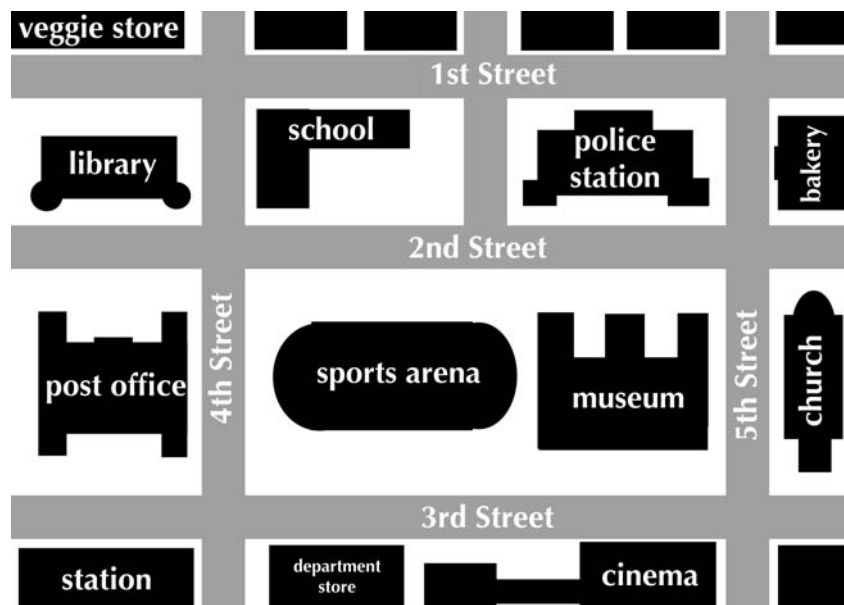 veggie store
1st Street
library
school
police
station
bakery
2nd Street
post office
4th Street
sports arena
museum
5th Street
church
3rd Street
station
department
store
cinema